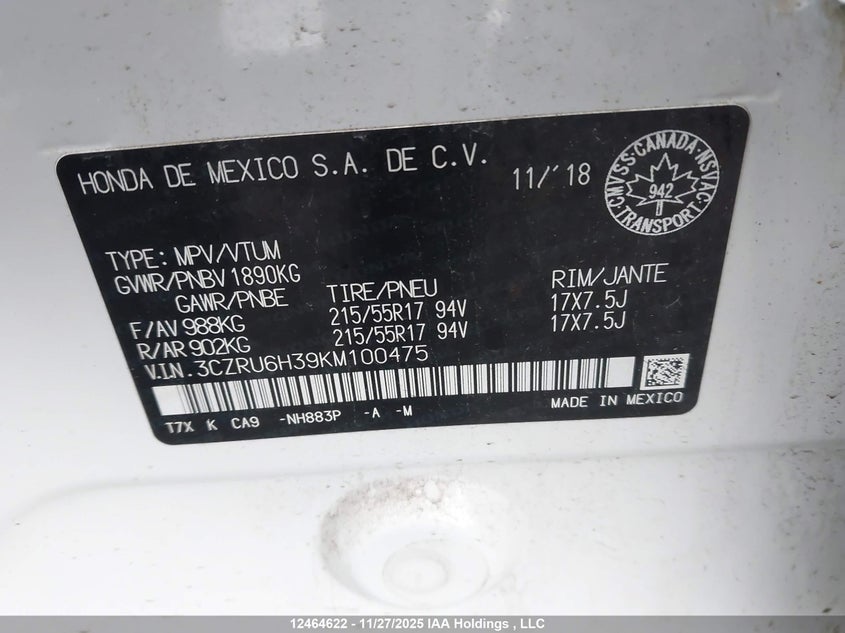 HONDA DE MEXICO S.A. DE C.V.
11/'18
CMVSS·CANADA·NSVAC·TRANSPORT
942
TYPE: MPV/VTUM
GVWR/PNBV 1890KG
GAWR/PNBE TIRE/PNEU RIM/JANTE
F/AV 988KG 215/55R17 94V 17X7.5J
R/AR 902KG 215/55R17 94V 17X7.5J
V.IN. 3CZRU6H39KM100475
T7X K CA9 -NH883P -A -M MADE IN MEXICO
12464622 - 11/27/2025 IAA Holdings , LLC